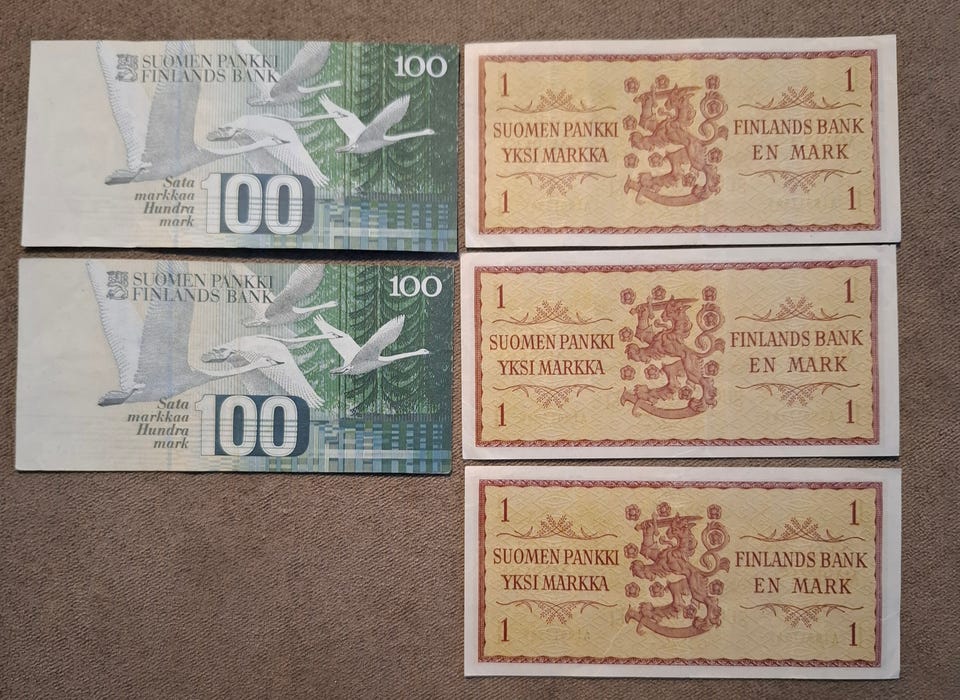 SUOMEN PANKKI
FINLANDS BANK
100
Sata
markkaa
Hundra
mark
100
SUOMEN PANKKI
FINLANDS BANK
100
Sata
markkaa
Hundra
mark
100
1 1
SUOMEN PANKKI FINLANDS BANK
YKSI MARKKA EN MARK
1 1
1 1
SUOMEN PANKKI FINLANDS BANK
YKSI MARKKA EN MARK
1 1
1 1
SUOMEN PANKKI FINLANDS BANK
YKSI MARKKA EN MARK
1 1